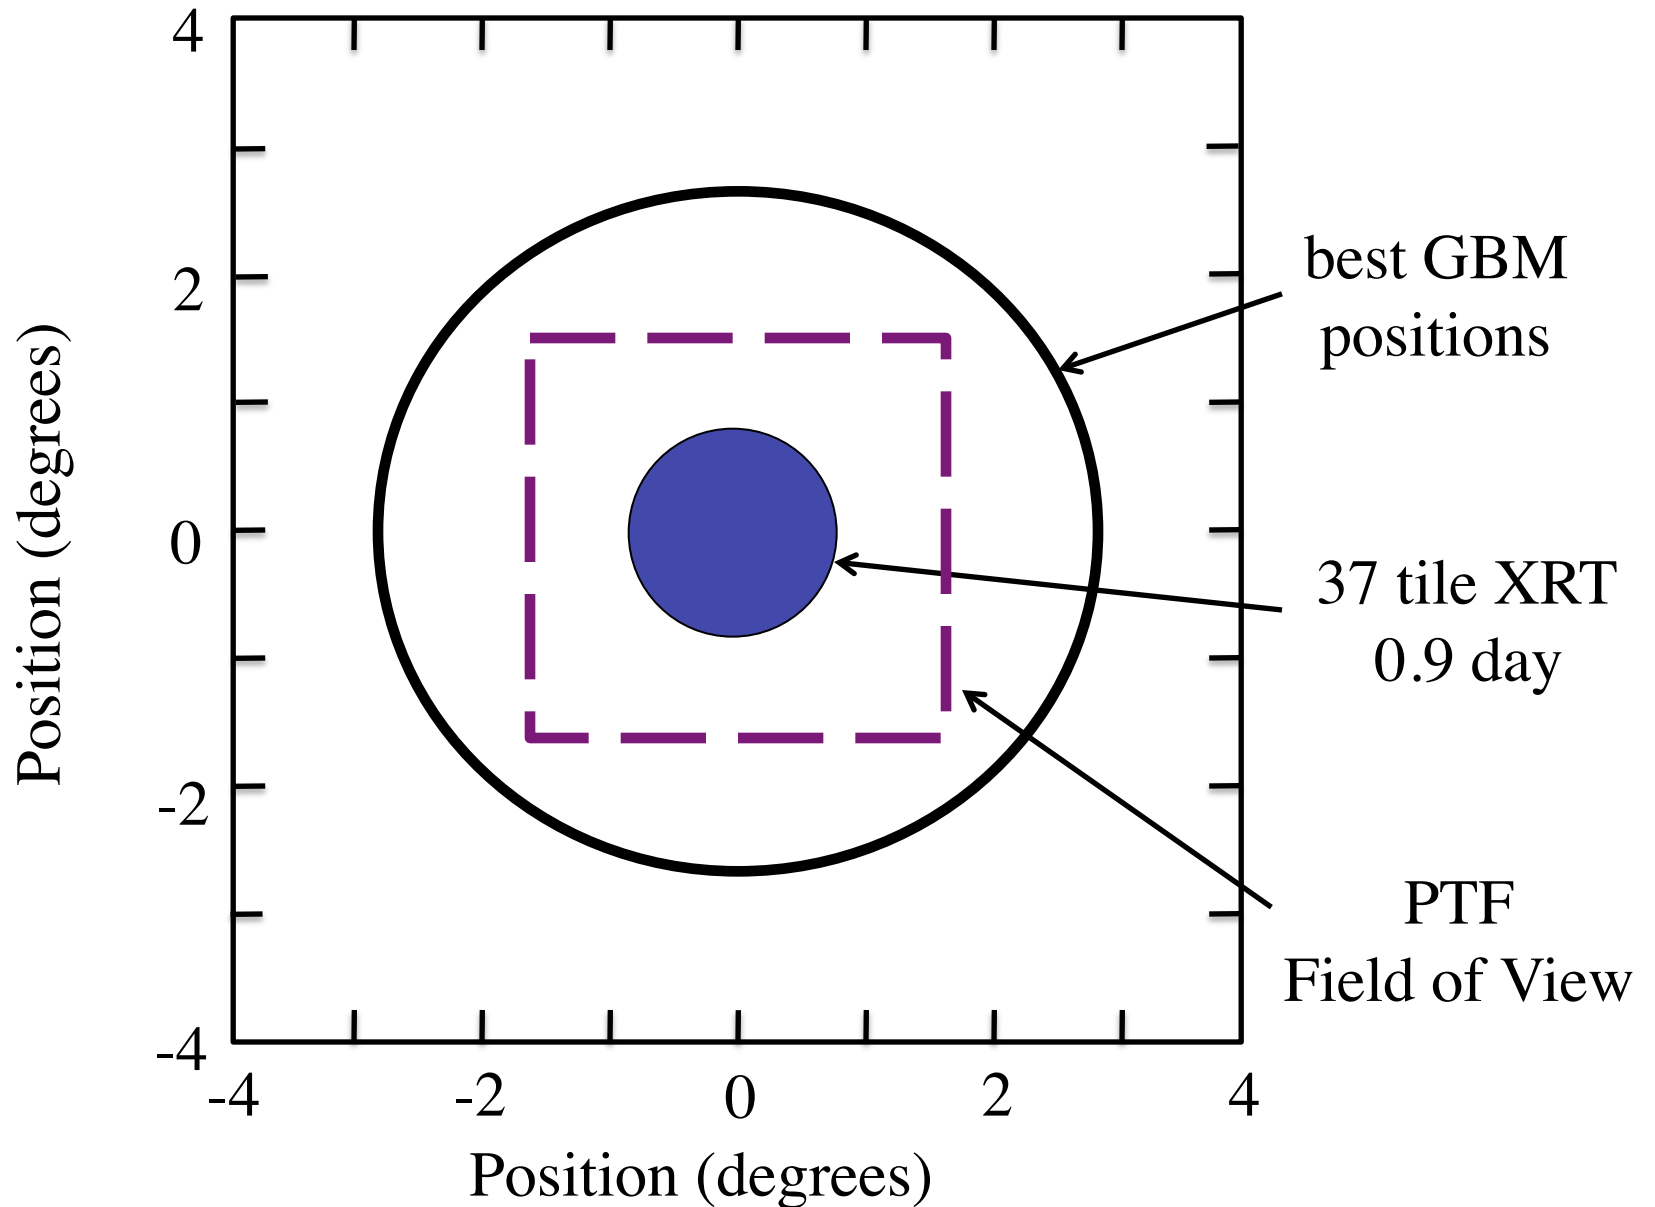 4
2
0
-2
-4
-4 -2 0 2 4
Position (degrees)
Position (degrees)
best GBM
positions
37 tile XRT
0.9 day
PTF
Field of View